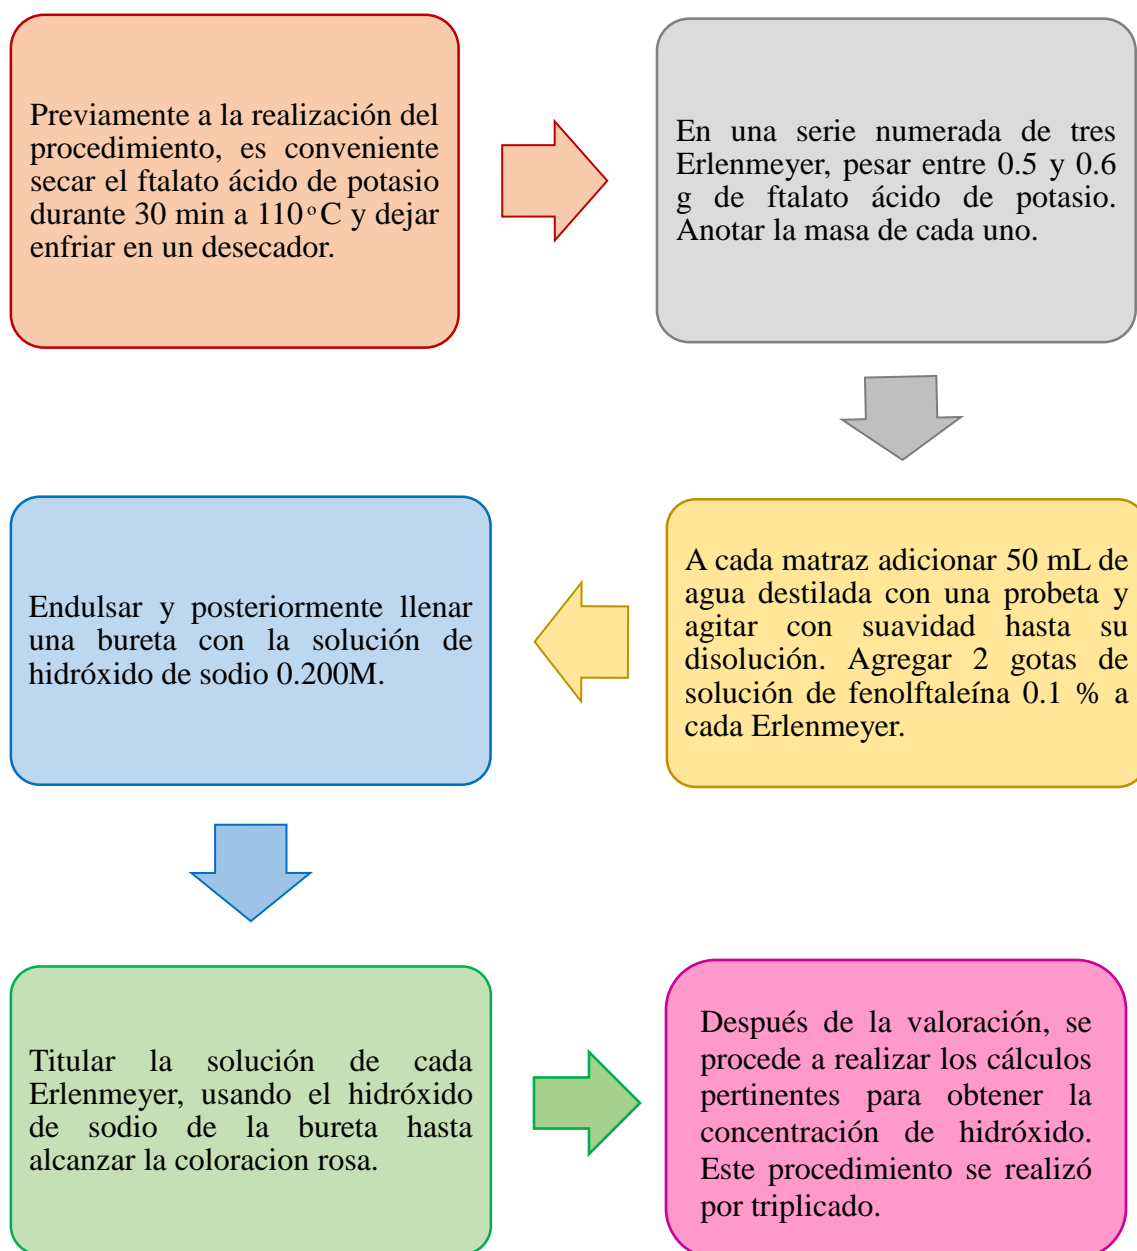 Previamente a la realización del
procedimiento, es conveniente
secar el ftalato ácido de potasio
durante 30 min a 110°C y dejar
enfriar en un desecador.
En una serie numerada de tres
Erlenmeyer, pesar entre 0.5 y 0.6
g de ftalato ácido de potasio.
Anotar la masa de cada uno.
A cada matraz adicionar 50 mL de
agua destilada con una probeta y
agitar con suavidad hasta su
disolución. Agregar 2 gotas de
solución de fenolftaleína 0.1 % a
cada Erlenmeyer.
Endulsar y posteriormente llenar
una bureta con la solución de
hidróxido de sodio 0.200M.
Titular la solución de cada
Erlenmeyer, usando el hidróxido
de sodio de la bureta hasta
alcanzar la coloracion rosa.
Después de la valoración, se
procede a realizar los cálculos
pertinentes para obtener la
concentración de hidróxido.
Este procedimiento se realizó
por triplicado.